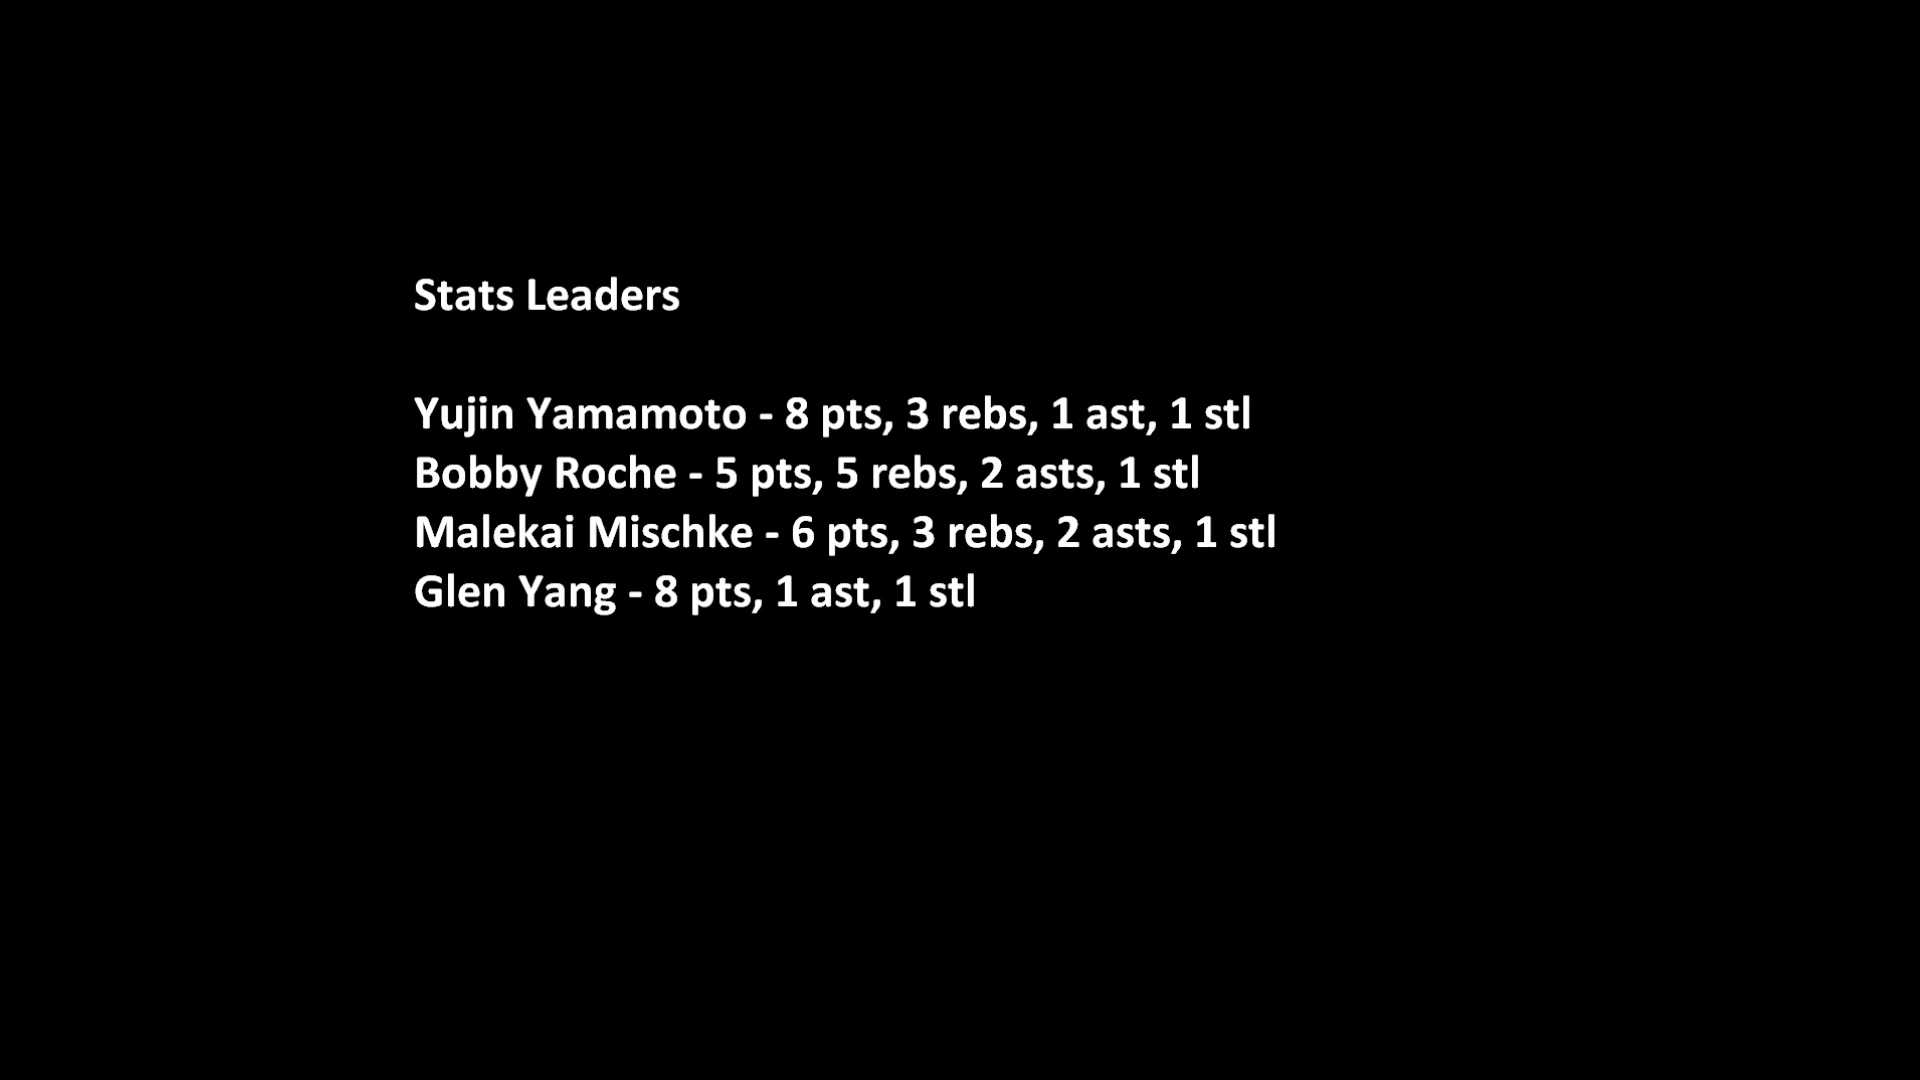 Stats Leaders
Yujin Yamamoto - 8 pts, 3 rebs, 1 ast, 1 stl
Bobby Roche - 5 pts, 5 rebs, 2 asts, 1 stl
Malekai Mischke - 6 pts, 3 rebs, 2 asts, 1 stl
Glen Yang - 8 pts, 1 ast, 1 stl